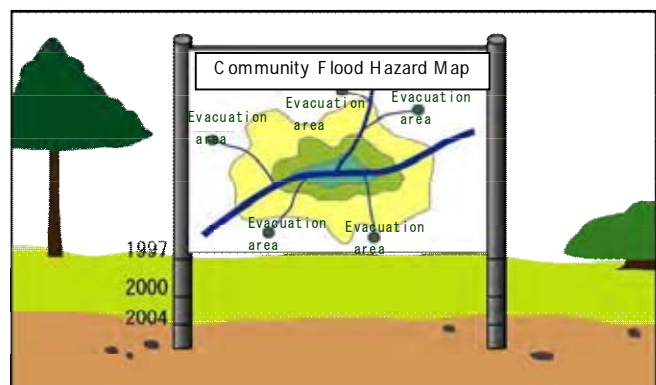 Community Flood Hazard Map
Evacuation
area
Evacuation
area
Evacuation
area
Evacuation
area
Evacuation
area
1997
2000
2004